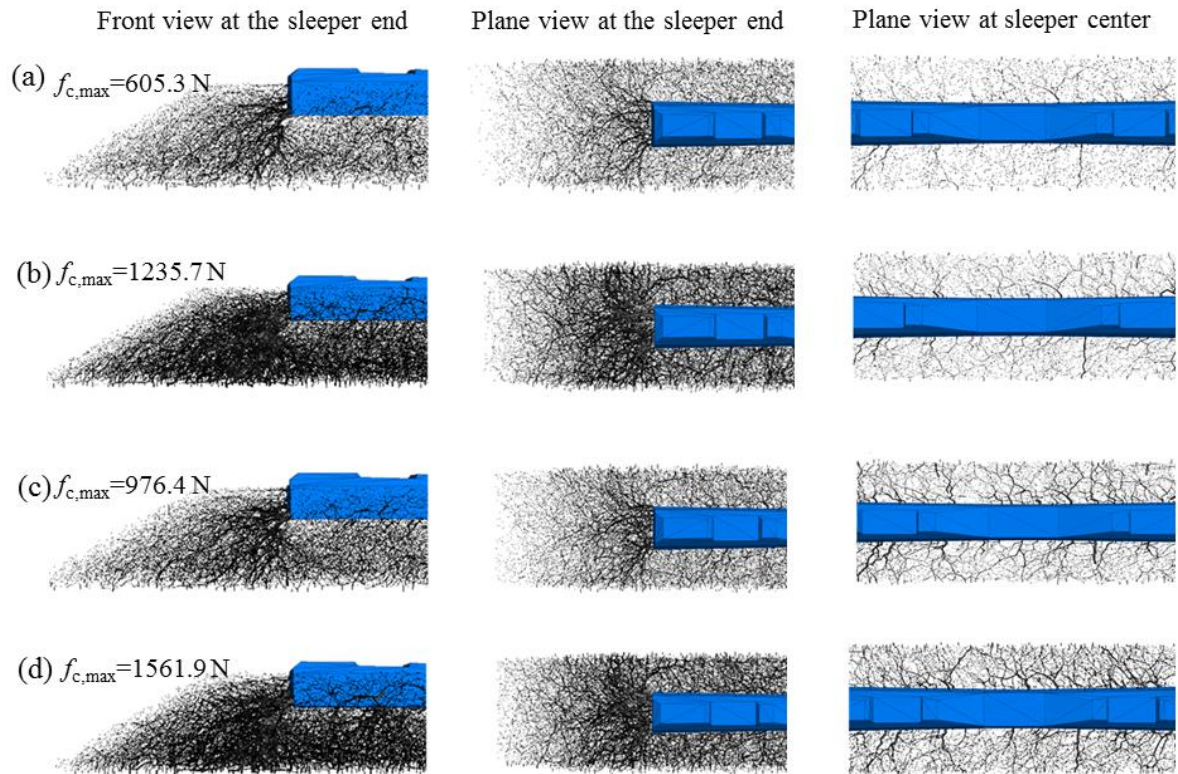 Front view at the sleeper end Plane view at the sleeper end Plane view at sleeper center
(a) fc,max=605.3 N
(b) fc,max=1235.7 N
(c) fc,max=976.4 N
(d) fc,max=1561.9 N